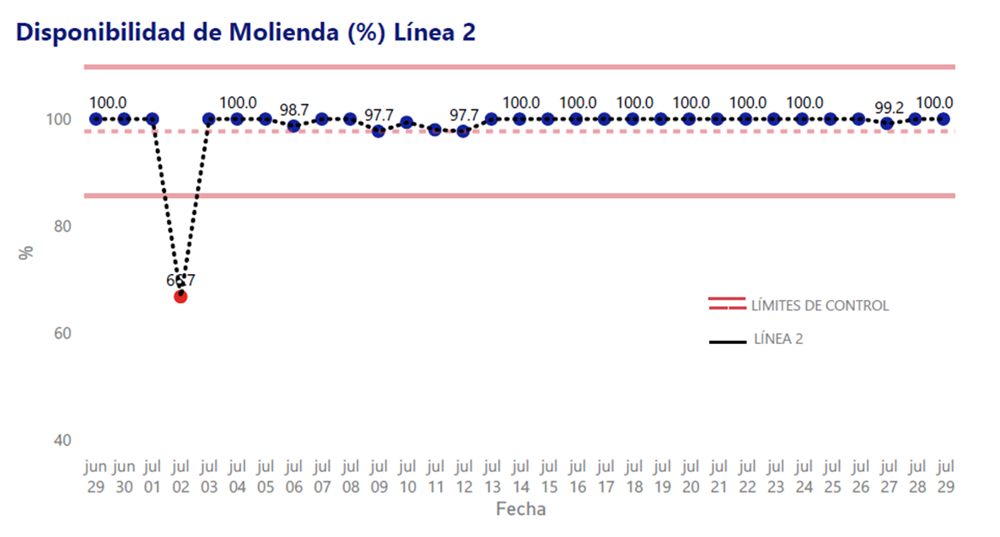 Disponibilidad de Molienda (%) Línea 2
100.0 100.0 98.7 97.7 97.7 100.0 100.0 100.0 100.0 100.0 99.2 100.0
100
80
%
66.7
60
LÍMITES DE CONTROL
LÍNEA 2
40
jun jun jul jul jul jul jul jul jul jul jul jul jul jul jul jul jul jul jul jul jul jul jul jul jul jul jul jul jul jul jul
29 30 01 02 03 04 05 06 07 08 09 10 11 12 13 14 15 16 17 18 19 20 21 22 23 24 25 26 27 28 29
Fecha